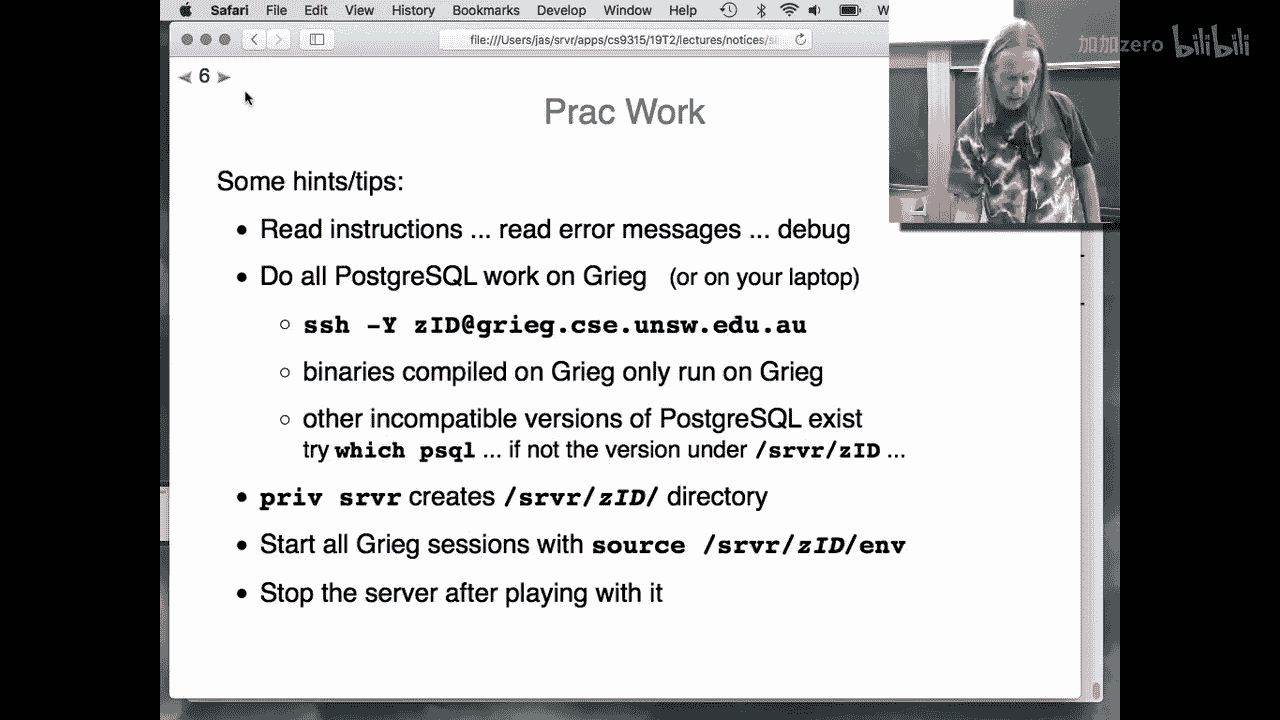 Safari File Edit View History Bookmarks Develop Window Help
file:///Users/jas/srvr/apps/cs9315/19T2/lectures/notices/
加加zero bilibili
6
Prac Work
Some hints/tips:
• Read instructions ... read error messages ... debug
• Do all PostgreSQL work on Grieg (or on your laptop)
ssh -Y zID@grieg.cse.unsw.edu.au
binaries compiled on Grieg only run on Grieg
other incompatible versions of PostgreSQL exist
try which psql ... if not the version under /srvr/zID ...
• priv srvr creates /srvr/zID/ directory
• Start all Grieg sessions with source /srvr/zID/env
• Stop the server after playing with it